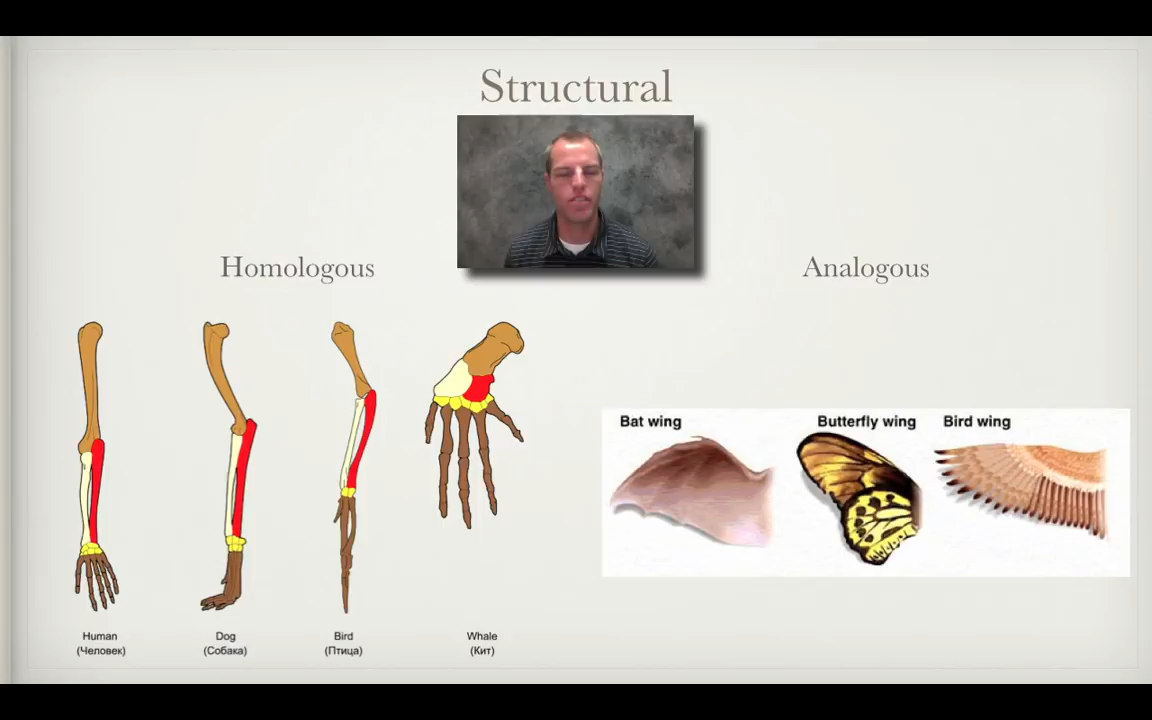 Structural
Homologous
Analogous
Bat wing
Butterfly wing
Bird wing
Human
(Человек)
Dog
(Собака)
Bird
(Птица)
Whale
(Кит)